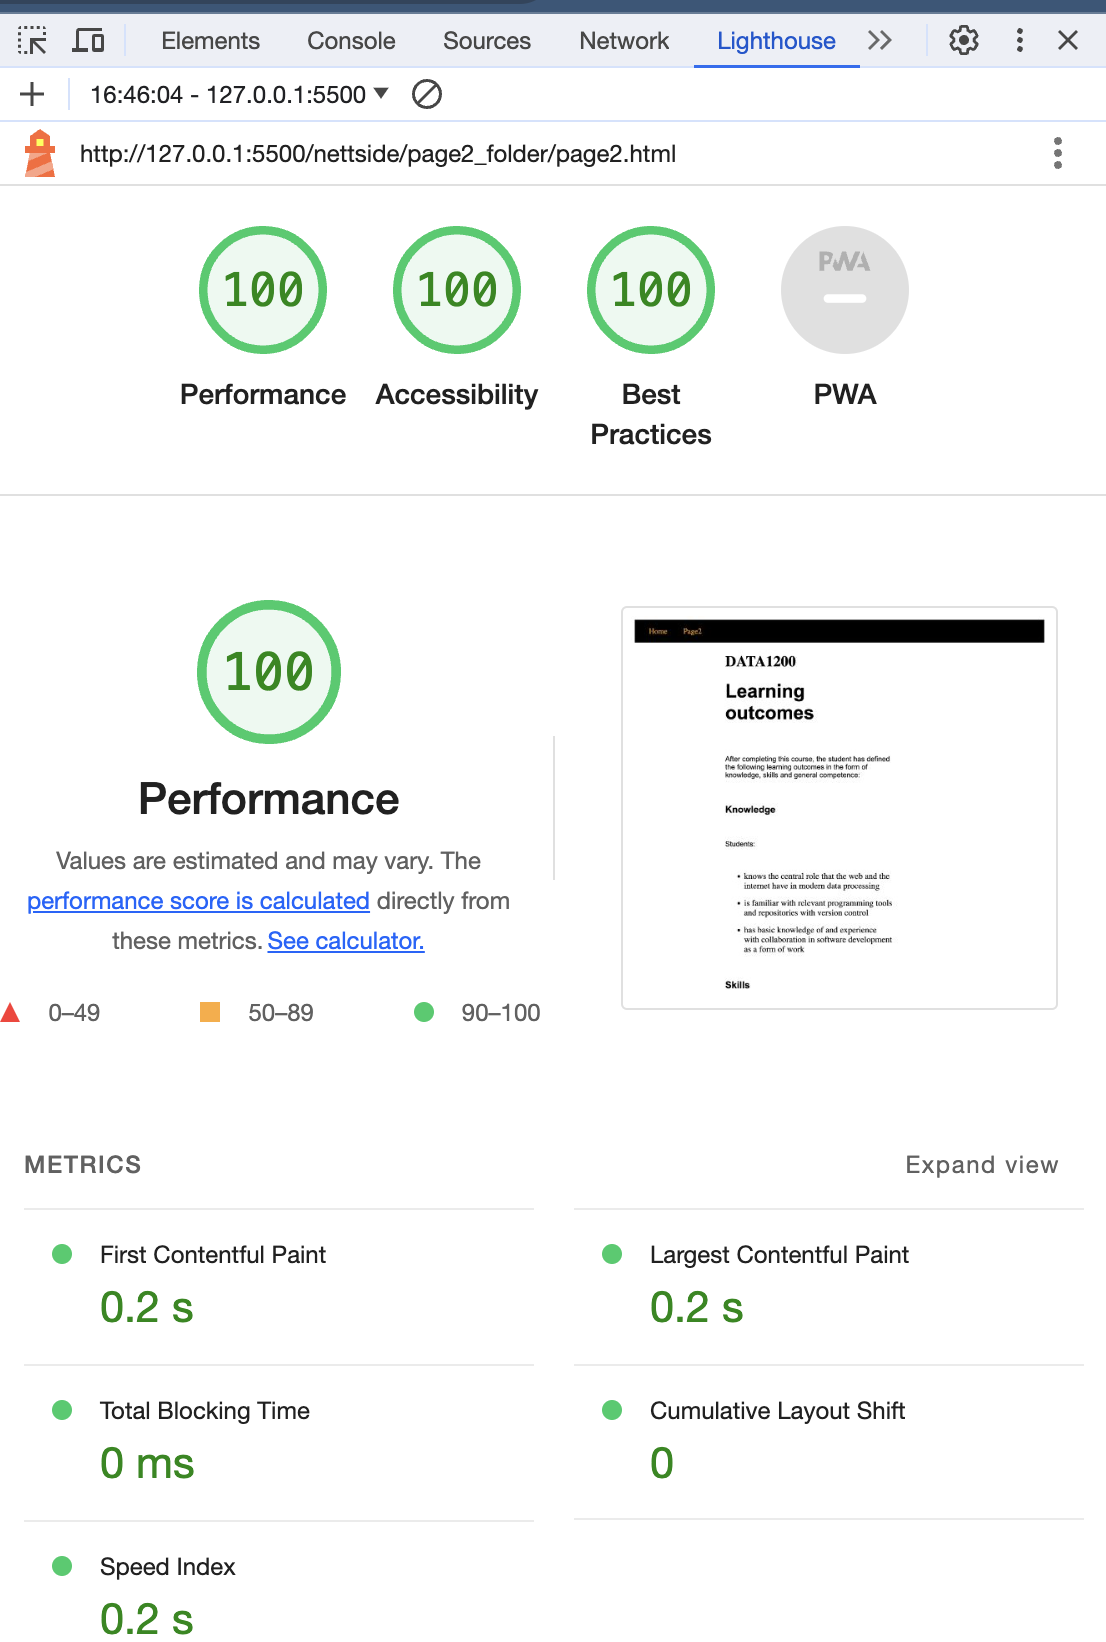 Elements Console Sources Network Lighthouse
16:46:04 - 127.0.0.1:5500
http://127.0.0.1:5500/nettside/page2_folder/page2.html
100 100 100 PWA
Performance Accessibility Best Practices PWA
100
Performance
Values are estimated and may vary. The
performance score is calculated directly from
these metrics. See calculator.
0–49 50–89 90–100
Home Page2
DATA1200
Learning
outcomes
After completing this course, the student has defined
the following learning outcomes in the form of
knowledge, skills and general competence:
Knowledge
Students:
• knows the central role that the web and the
internet have in modern data processing
• is familiar with relevant programming tools
and repositories with version control
• has basic knowledge of and experience
with collaboration in software development
as a form of work
Skills
METRICS
Expand view
First Contentful Paint
0.2 s
Largest Contentful Paint
0.2 s
Total Blocking Time
0 ms
Cumulative Layout Shift
0
Speed Index
0.2 s